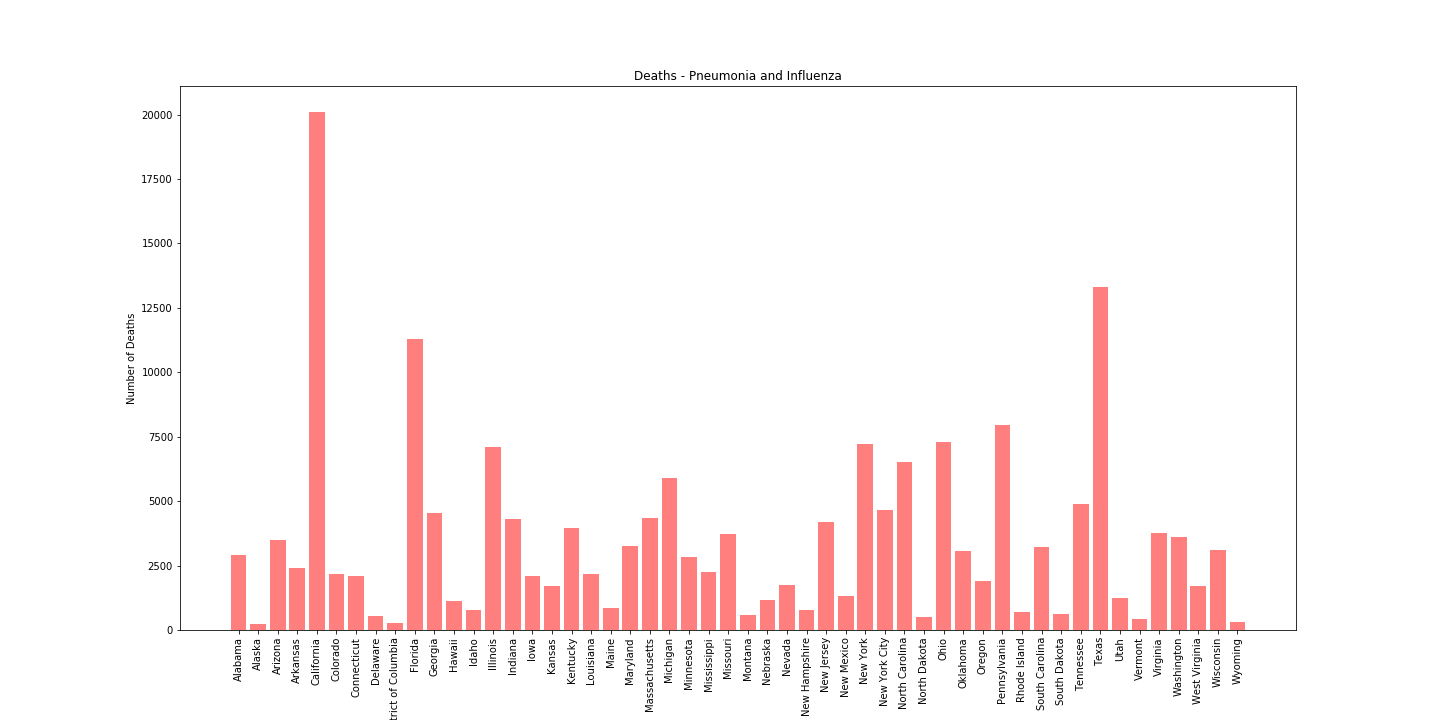 Deaths - Pneumonia and Influenza
Number of Deaths
20000
17500
15000
12500
10000
7500
5000
2500
0
Alabama
Alaska
Arizona
Arkansas
California
Colorado
Connecticut
Delaware
trict of Columbia
Florida
Georgia
Hawaii
Idaho
Illinois
Indiana
Iowa
Kansas
Kentucky
Louisiana
Maine
Maryland
Massachusetts
Michigan
Minnesota
Mississippi
Missouri
Montana
Nebraska
Nevada
New Hampshire
New Jersey
New Mexico
New York
New York City
North Carolina
North Dakota
Ohio
Oklahoma
Oregon
Pennsylvania
Rhode Island
South Carolina
South Dakota
Tennessee
Texas
Utah
Vermont
Virginia
Washington
West Virginia
Wisconsin
Wyoming